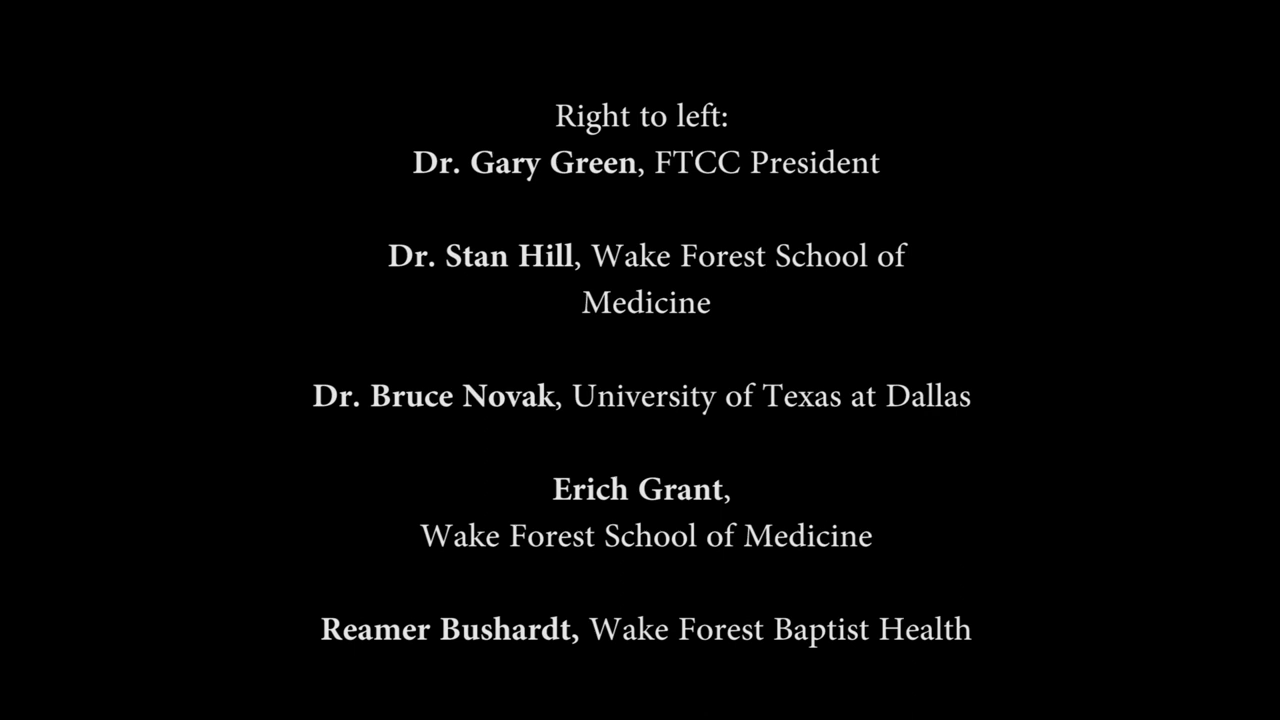 Right to left:
Dr. Gary Green, FTCC President
Dr. Stan Hill, Wake Forest School of
Medicine
Dr. Bruce Novak, University of Texas at Dallas
Erich Grant,
Wake Forest School of Medicine
Reamer Bushardt, Wake Forest Baptist Health